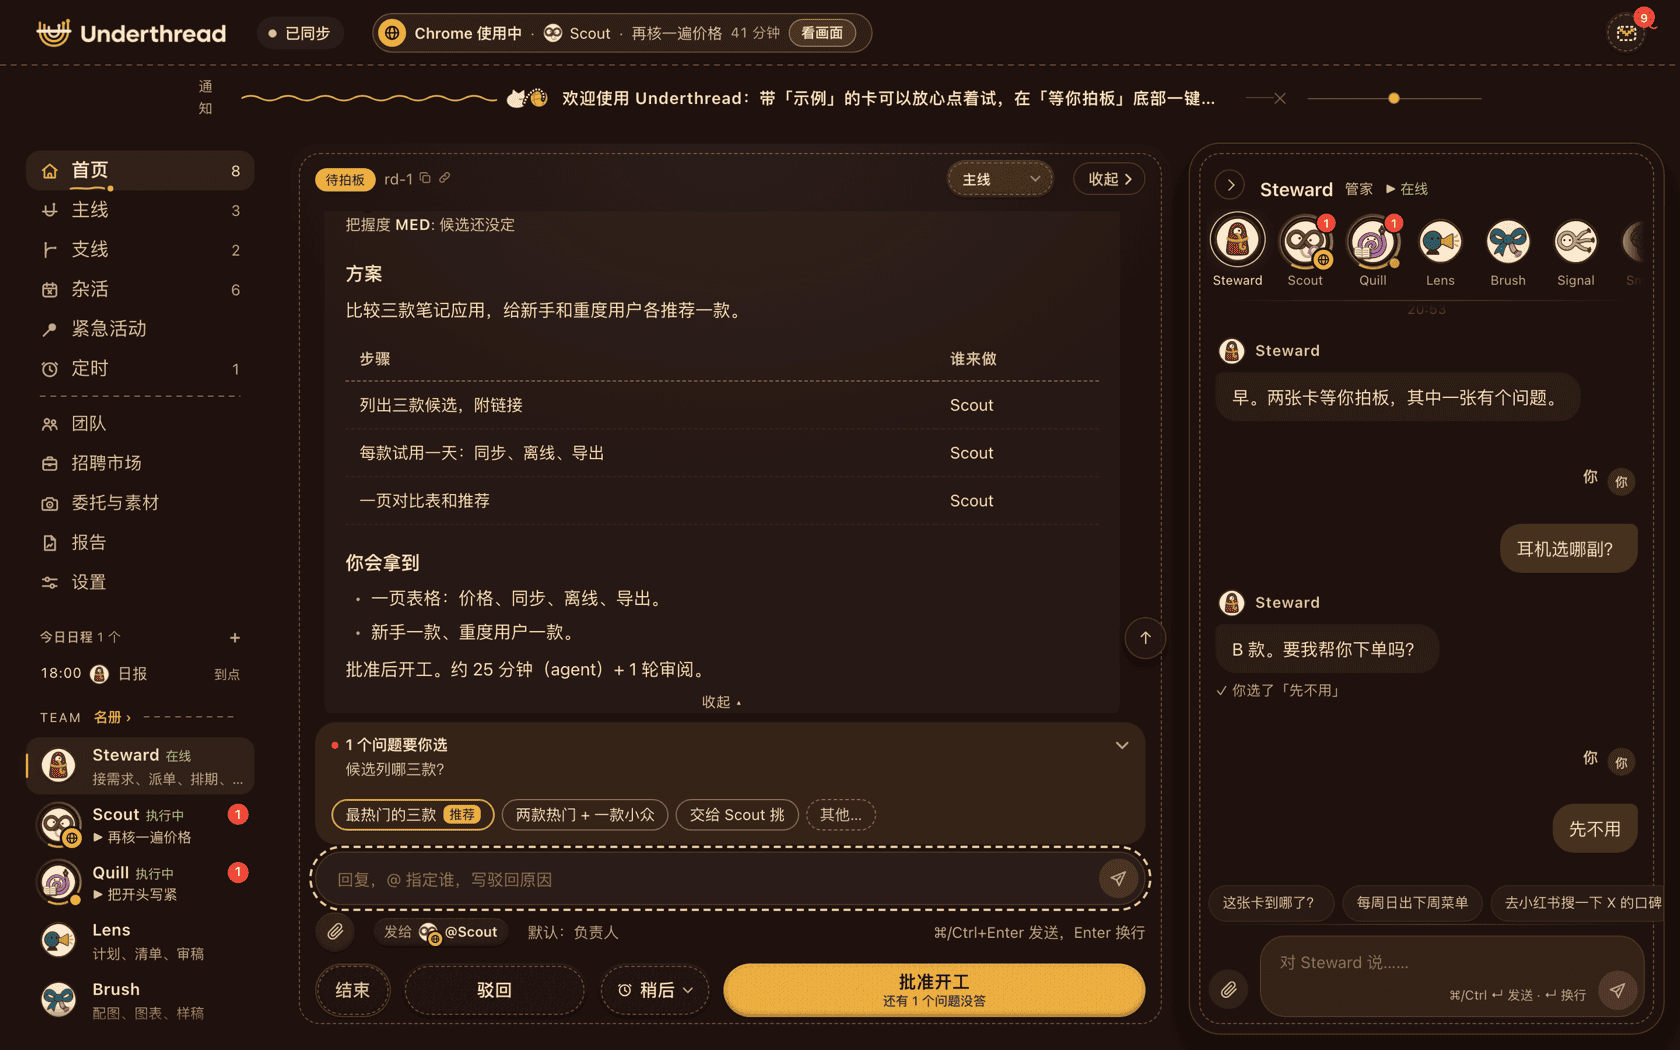 Underthread
已同步
Chrome 使用中 · Scout · 再核一遍价格 41 分钟
看画面
9
通知
欢迎使用 Underthread：带「示例」的卡可以放心点着试，在「等你拍板」底部一键...
首页 8
主线 3
支线 2
杂活 6
紧急活动
定时 1
团队
招聘市场
委托与素材
报告
设置
今日日程 1 个 +
18:00 日报 到点
TEAM 名册 ›
Steward 在线
接需求、派单、排期、...
Scout 执行中 1
▶ 再核一遍价格
Quill 执行中 1
▶ 把开头写紧
Lens
计划、清单、审稿
Brush
配图、图表、样稿
待拍板 rd-1
主线
收起
把握度 MED: 候选还没定
方案
比较三款笔记应用，给新手和重度用户各推荐一款。
步骤 谁来做
列出三款候选，附链接 Scout
每款试用一天：同步、离线、导出 Scout
一页对比表和推荐 Scout
你会拿到
• 一页表格：价格、同步、离线、导出。
• 新手一款、重度用户一款。
批准后开工。约 25 分钟（agent）+ 1 轮审阅。
收起
1 个问题要你选
候选列哪三款？
最热门的三款 推荐
两款热门 + 一款小众
交给 Scout 挑
其他...
回复，@ 指定谁，写驳回原因
发给 @Scout 默认：负责人
⌘/Ctrl+Enter 发送，Enter 换行
结束
驳回
稍后
批准开工
还有 1 个问题没答
Steward 管家 ▶ 在线
1
1
Steward
Scout
Quill
Lens
Brush
Signal
20:53
Steward
早。两张卡等你拍板，其中一张有个问题。
你 你
耳机选哪副？
Steward
B 款。要我帮你下单吗？
✓ 你选了「先不用」
你 你
先不用
这张卡到哪了？
每周日出下周菜单
去小红书搜一下 X 的口碑
对 Steward 说……
⌘/Ctrl ↵ 发送 · ↵ 换行